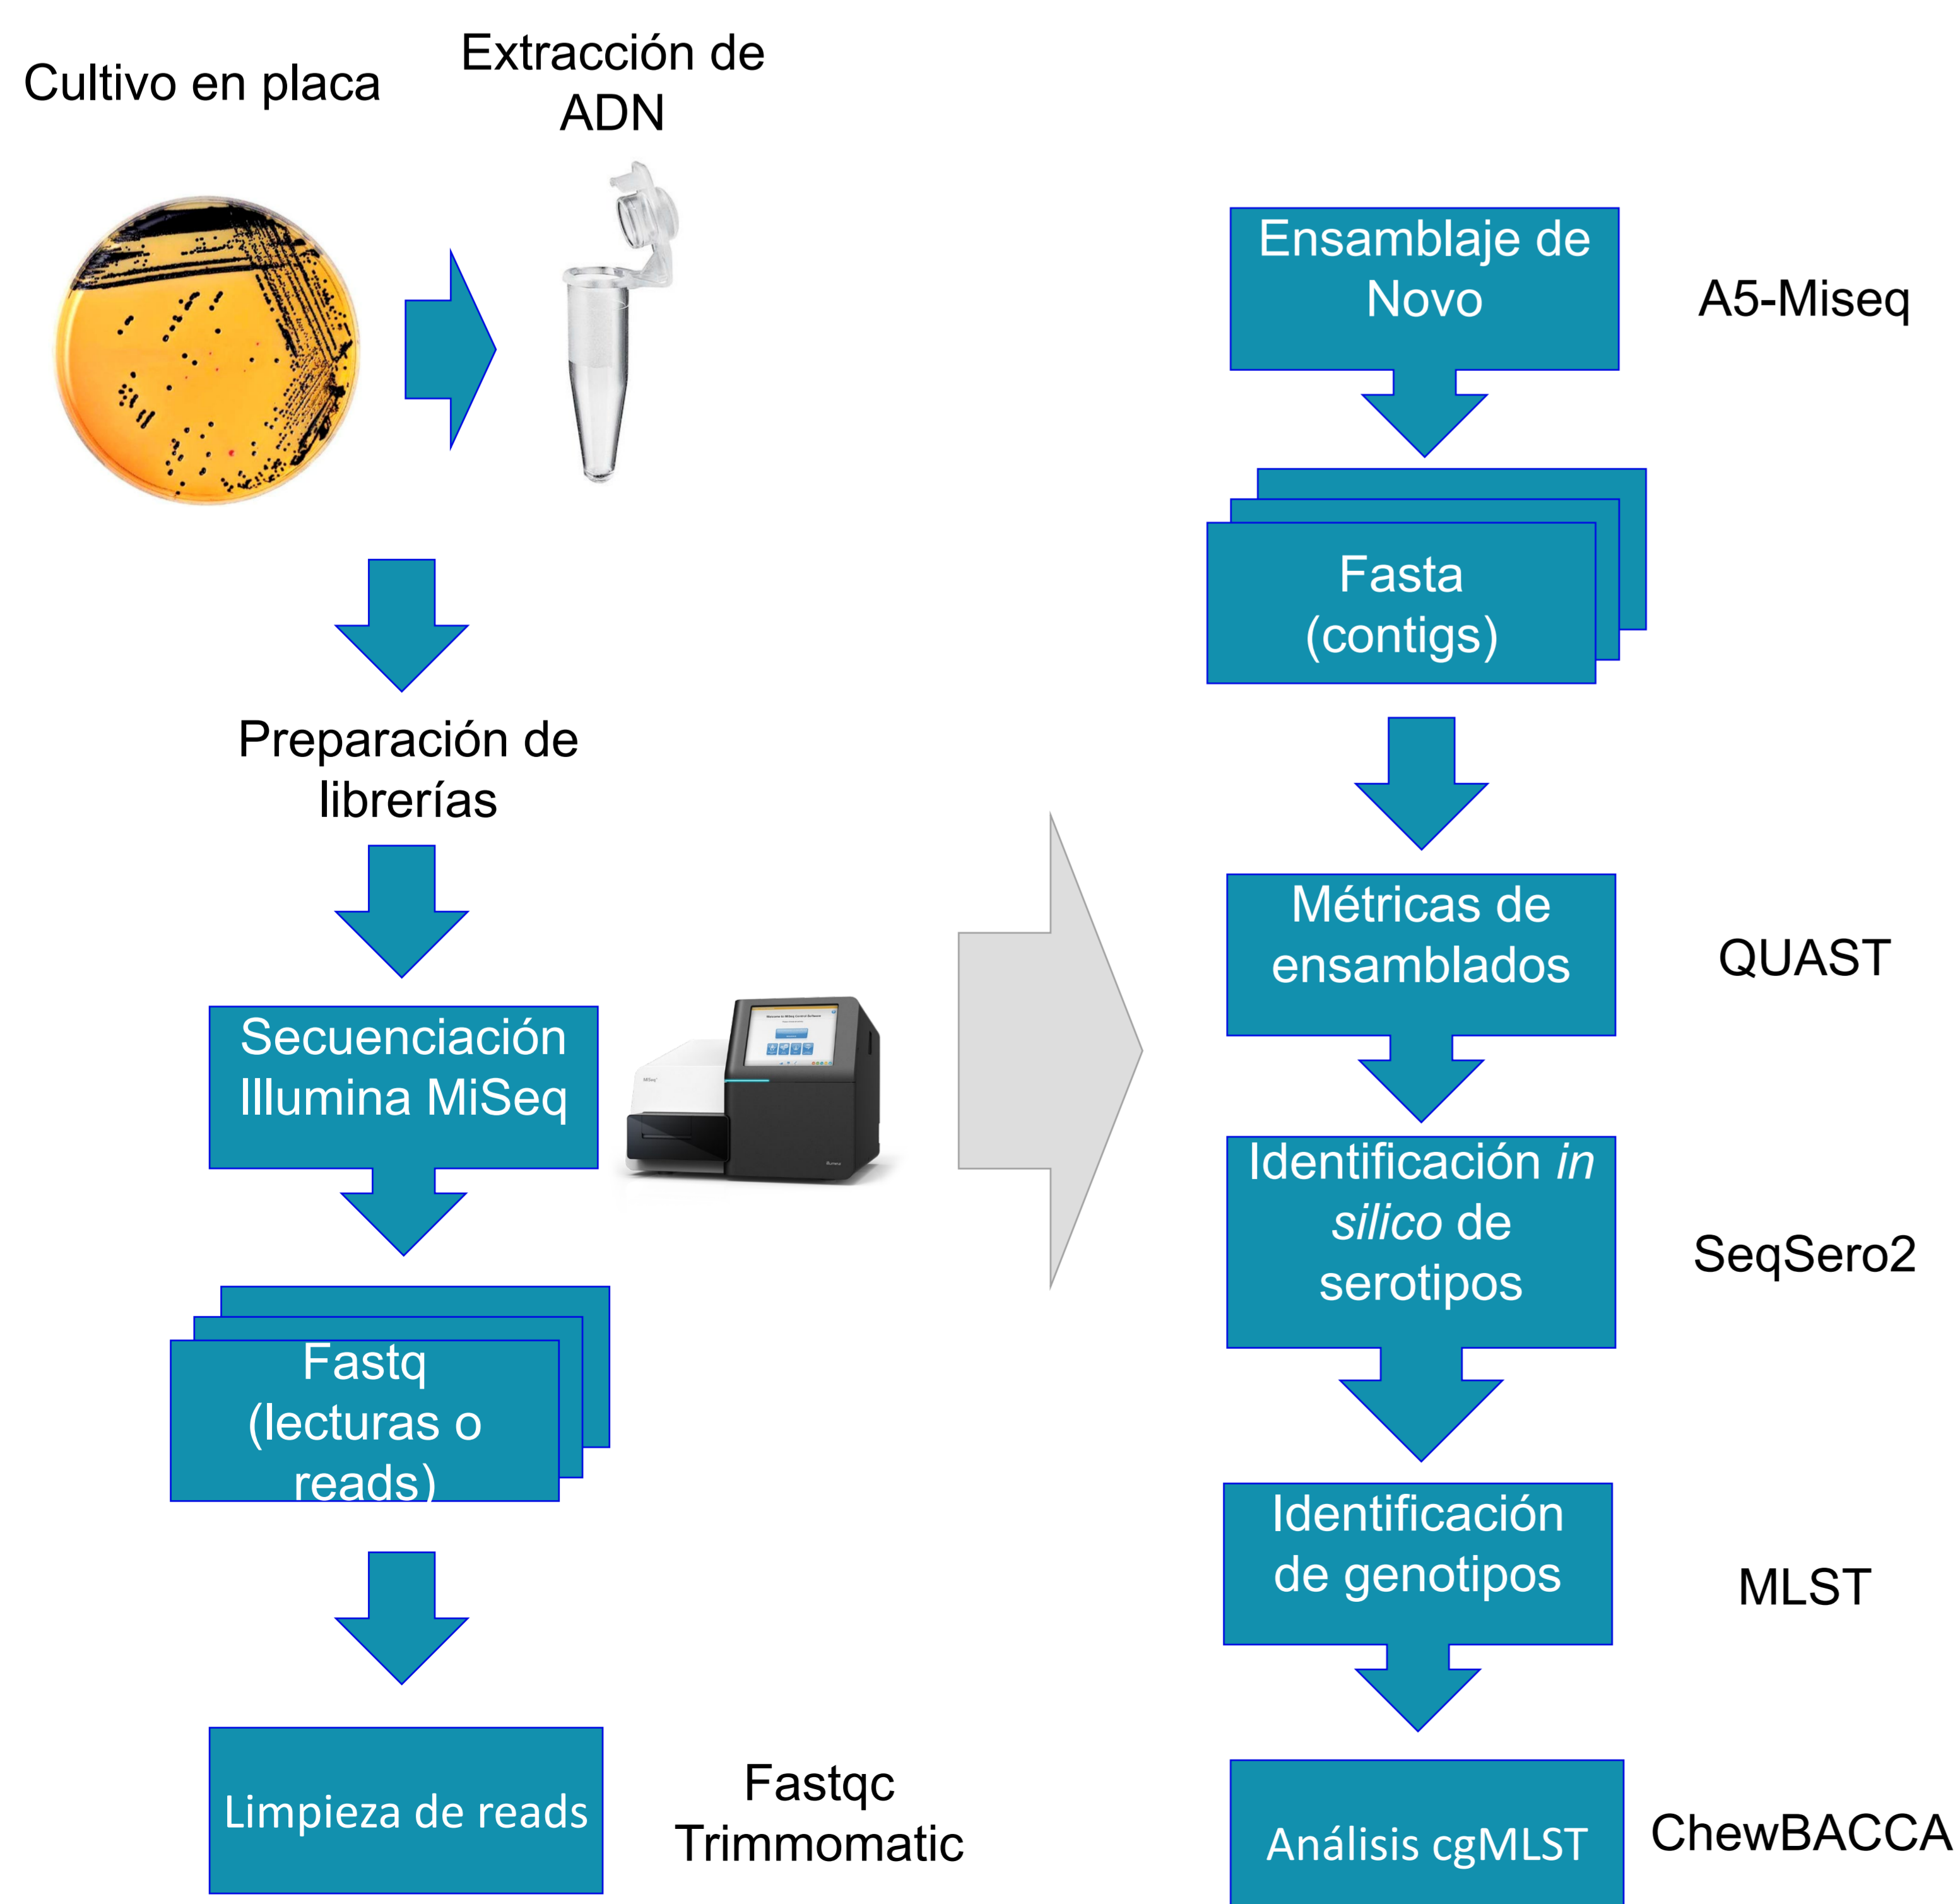 Cultivo en placa
Extracción de
ADN
Preparación de
librerías
Secuenciación
Illumina MiSeq
MiSeq
Fastq
(lecturas o
reads)
Limpieza de reads
Fastqc
Trimmomatic
Ensamblaje de
Novo
A5-Miseq
Fasta
(contigs)
Métricas de
ensamblados
QUAST
Identificación in
silico de
serotipos
SeqSero2
Identificación
de genotipos
MLST
Análisis cgMLST
ChewBACCA